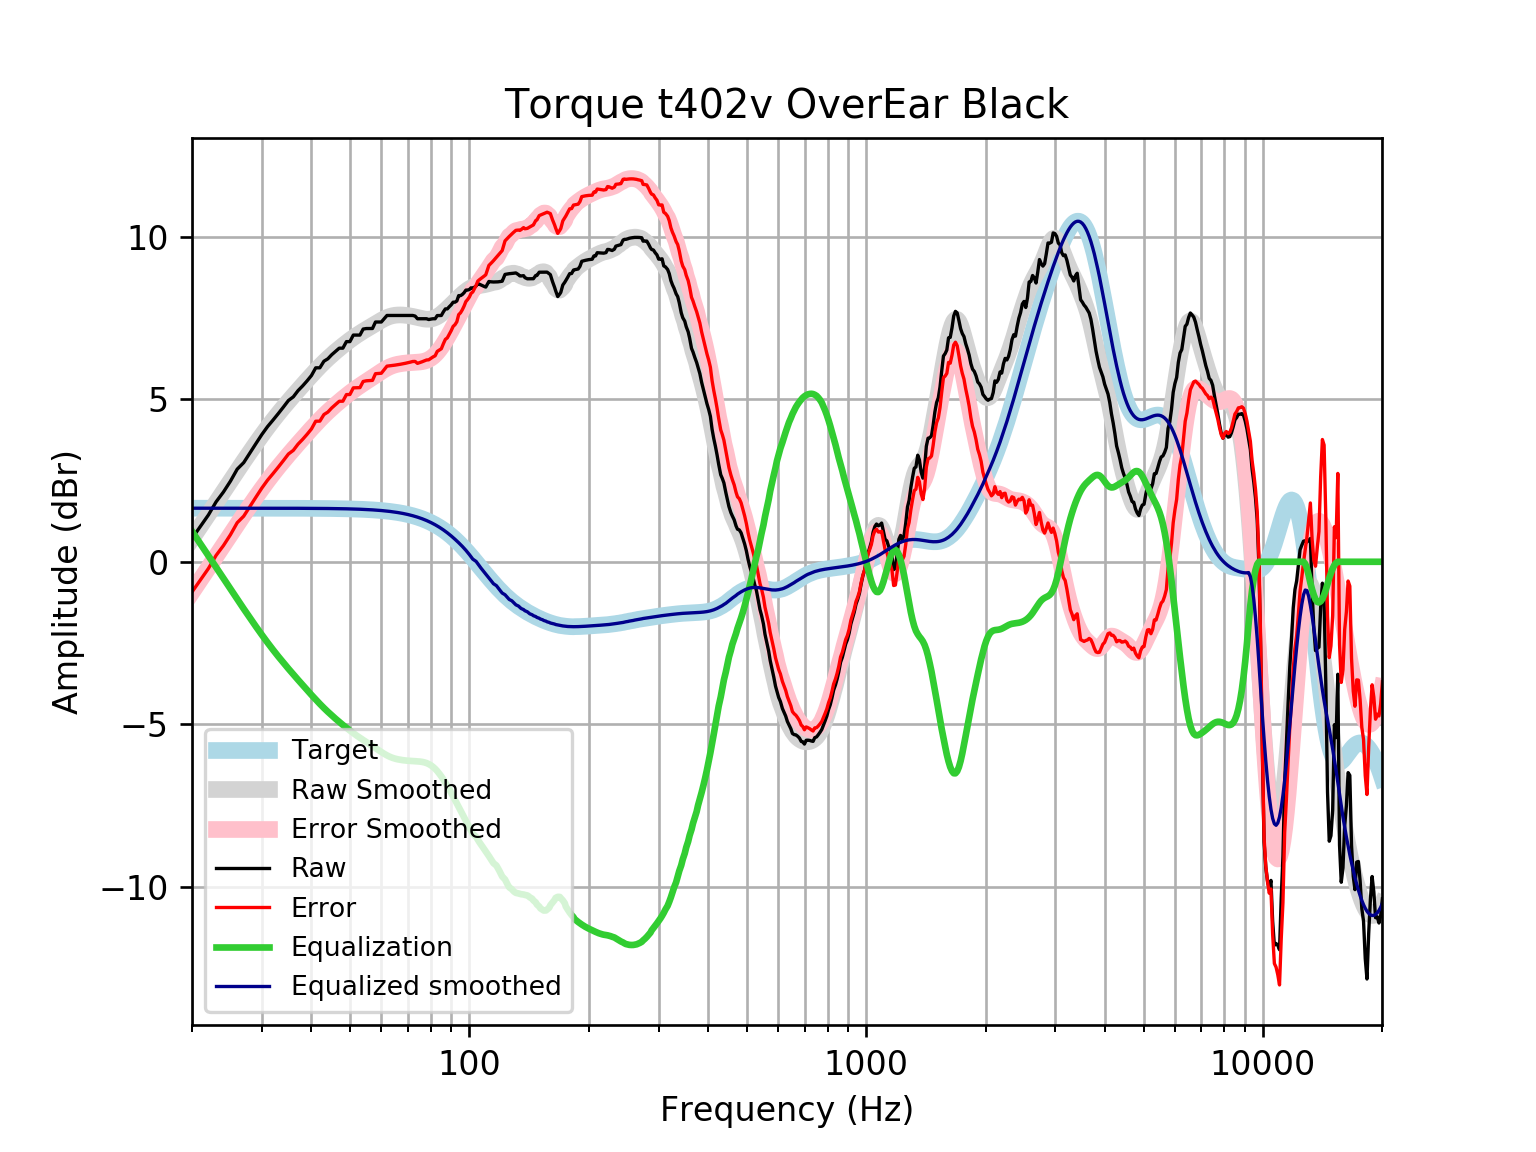 Torque t402v OverEar Black
Amplitude (dBr)
10
5
0
−5
−10
Target
Raw Smoothed
Error Smoothed
Raw
Error
Equalization
Equalized smoothed
100
1000
10000
Frequency (Hz)